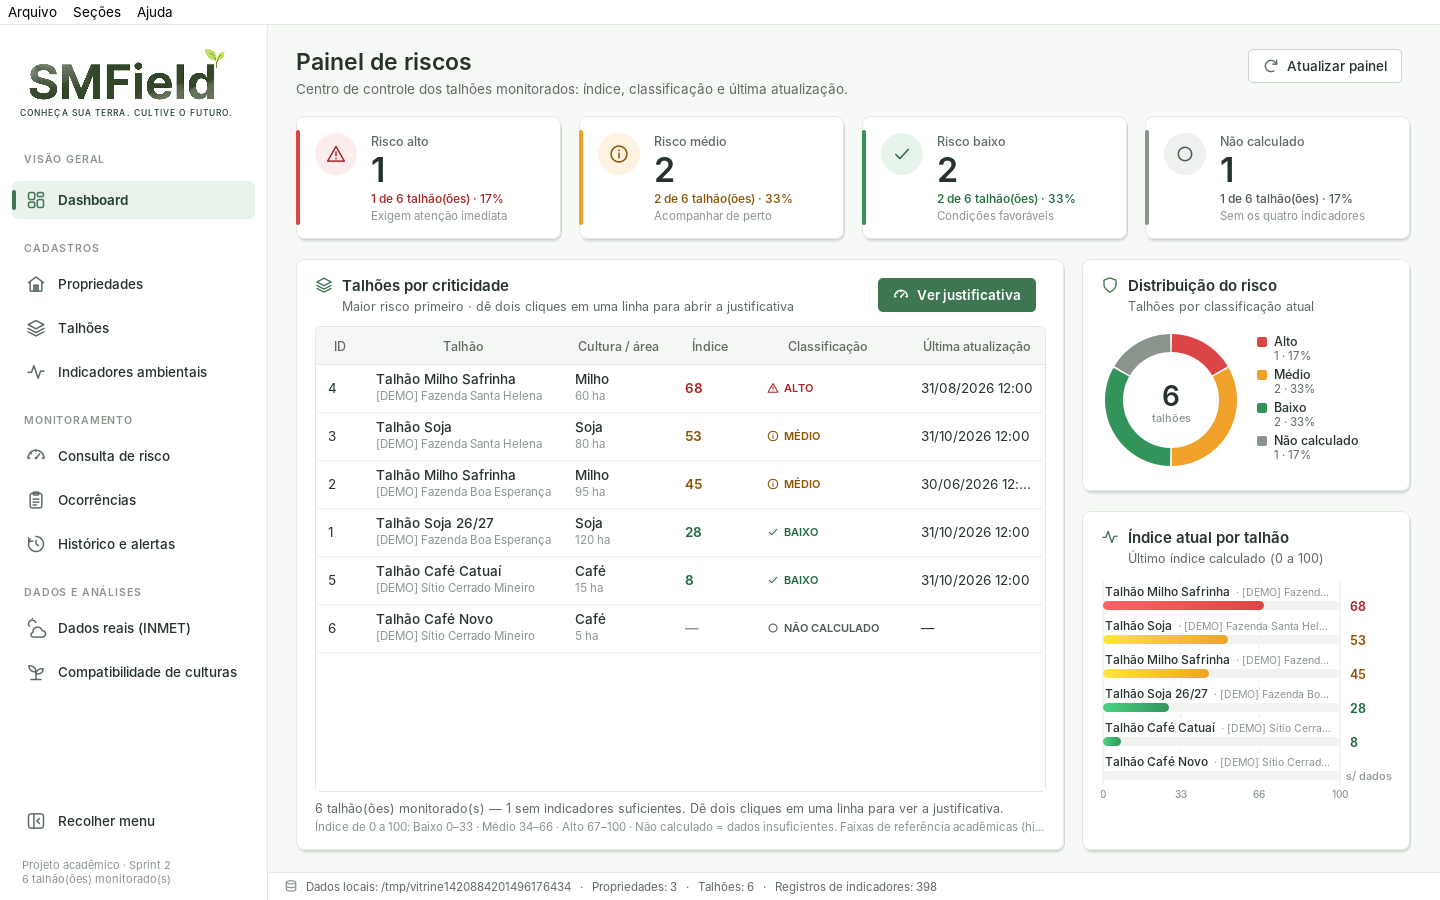 Arquivo Seções Ajuda
SMField
CONHEÇA SUA TERRA. CULTIVE O FUTURO.
VISÃO GERAL
Dashboard
CADASTROS
Propriedades
Talhões
Indicadores ambientais
MONITORAMENTO
Consulta de risco
Ocorrências
Histórico e alertas
DADOS E ANÁLISES
Dados reais (INMET)
Compatibilidade de culturas
Recolher menu
Projeto acadêmico · Sprint 2
6 talhão(ões) monitorado(s)
Painel de riscos
Centro de controle dos talhões monitorados: índice, classificação e última atualização.
Atualizar painel
Risco alto
1
1 de 6 talhão(ões) · 17%
Exigem atenção imediata
Risco médio
2
2 de 6 talhão(ões) · 33%
Acompanhar de perto
Risco baixo
2
2 de 6 talhão(ões) · 33%
Condições favoráveis
Não calculado
1
1 de 6 talhão(ões) · 17%
Sem os quatro indicadores
Talhões por criticidade
Maior risco primeiro · dê dois cliques em uma linha para abrir a justificativa
Ver justificativa
ID Talhão Cultura / área Índice Classificação Última atualização
4 Talhão Milho Safrinha Milho 68 ALTO 31/08/2026 12:00
[DEMO] Fazenda Santa Helena 60 ha
3 Talhão Soja Soja 53 MÉDIO 31/10/2026 12:00
[DEMO] Fazenda Santa Helena 80 ha
2 Talhão Milho Safrinha Milho 45 MÉDIO 30/06/2026 12:...
[DEMO] Fazenda Boa Esperança 95 ha
1 Talhão Soja 26/27 Soja 28 BAIXO 31/10/2026 12:00
[DEMO] Fazenda Boa Esperança 120 ha
5 Talhão Café Catuaí Café 8 BAIXO 31/10/2026 12:00
[DEMO] Sítio Cerrado Mineiro 15 ha
6 Talhão Café Novo Café — NÃO CALCULADO —
[DEMO] Sítio Cerrado Mineiro 5 ha
6 talhão(ões) monitorado(s) — 1 sem indicadores suficientes. Dê dois cliques em uma linha para ver a justificativa.
Índice de 0 a 100: Baixo 0–33 · Médio 34–66 · Alto 67–100 · Não calculado = dados insuficientes. Faixas de referência acadêmicas (hi...
Distribuição do risco
Talhões por classificação atual
6
talhões
Alto
1 · 17%
Médio
2 · 33%
Baixo
2 · 33%
Não calculado
1 · 17%
Índice atual por talhão
Último índice calculado (0 a 100)
Talhão Milho Safrinha · [DEMO] Fazend...
68
Talhão Soja · [DEMO] Fazenda Santa Hel...
53
Talhão Milho Safrinha · [DEMO] Fazend...
45
Talhão Soja 26/27 · [DEMO] Fazenda Bo...
28
Talhão Café Catuaí · [DEMO] Sítio Cerra...
8
Talhão Café Novo · [DEMO] Sítio Cerrad...
s/ dados
0 33 66 100
Dados locais: /tmp/vitrine1420884201496176434 · Propriedades: 3 · Talhões: 6 · Registros de indicadores: 398